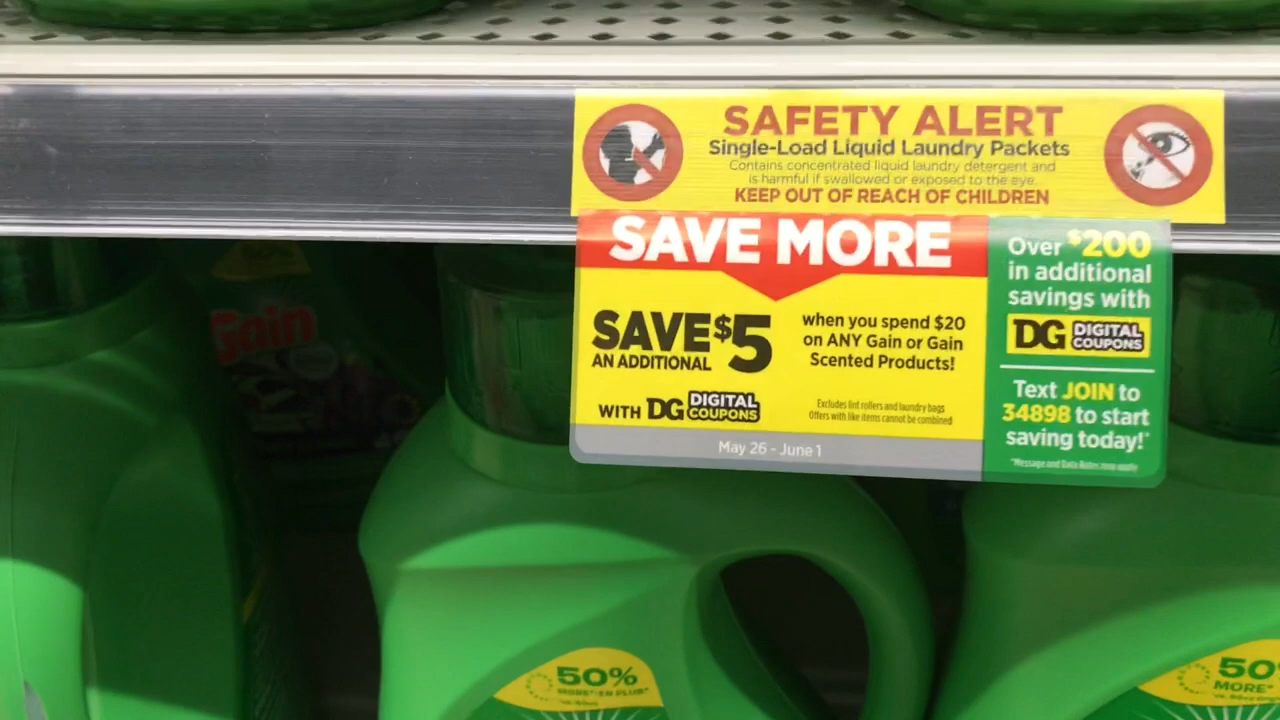 SAFETY ALERT
Single-Load Liquid Laundry Packets
Contains concentrated liquid laundry detergent and
is harmful if swallowed or exposed to the eye.
KEEP OUT OF REACH OF CHILDREN
SAVE MORE
SAVE $5
AN ADDITIONAL
when you spend $20
on ANY Gain or Gain
Scented Products!
WITH DG DIGITAL COUPONS
Excludes lint rollers and laundry bags
Offers with like items cannot be combined
May 26 - June 1
Over $200
in additional
savings with
DG DIGITAL COUPONS
Text JOIN to
34898 to start
saving today!*
*Message and Data Rates may apply
Gain
50%
50
MORE*